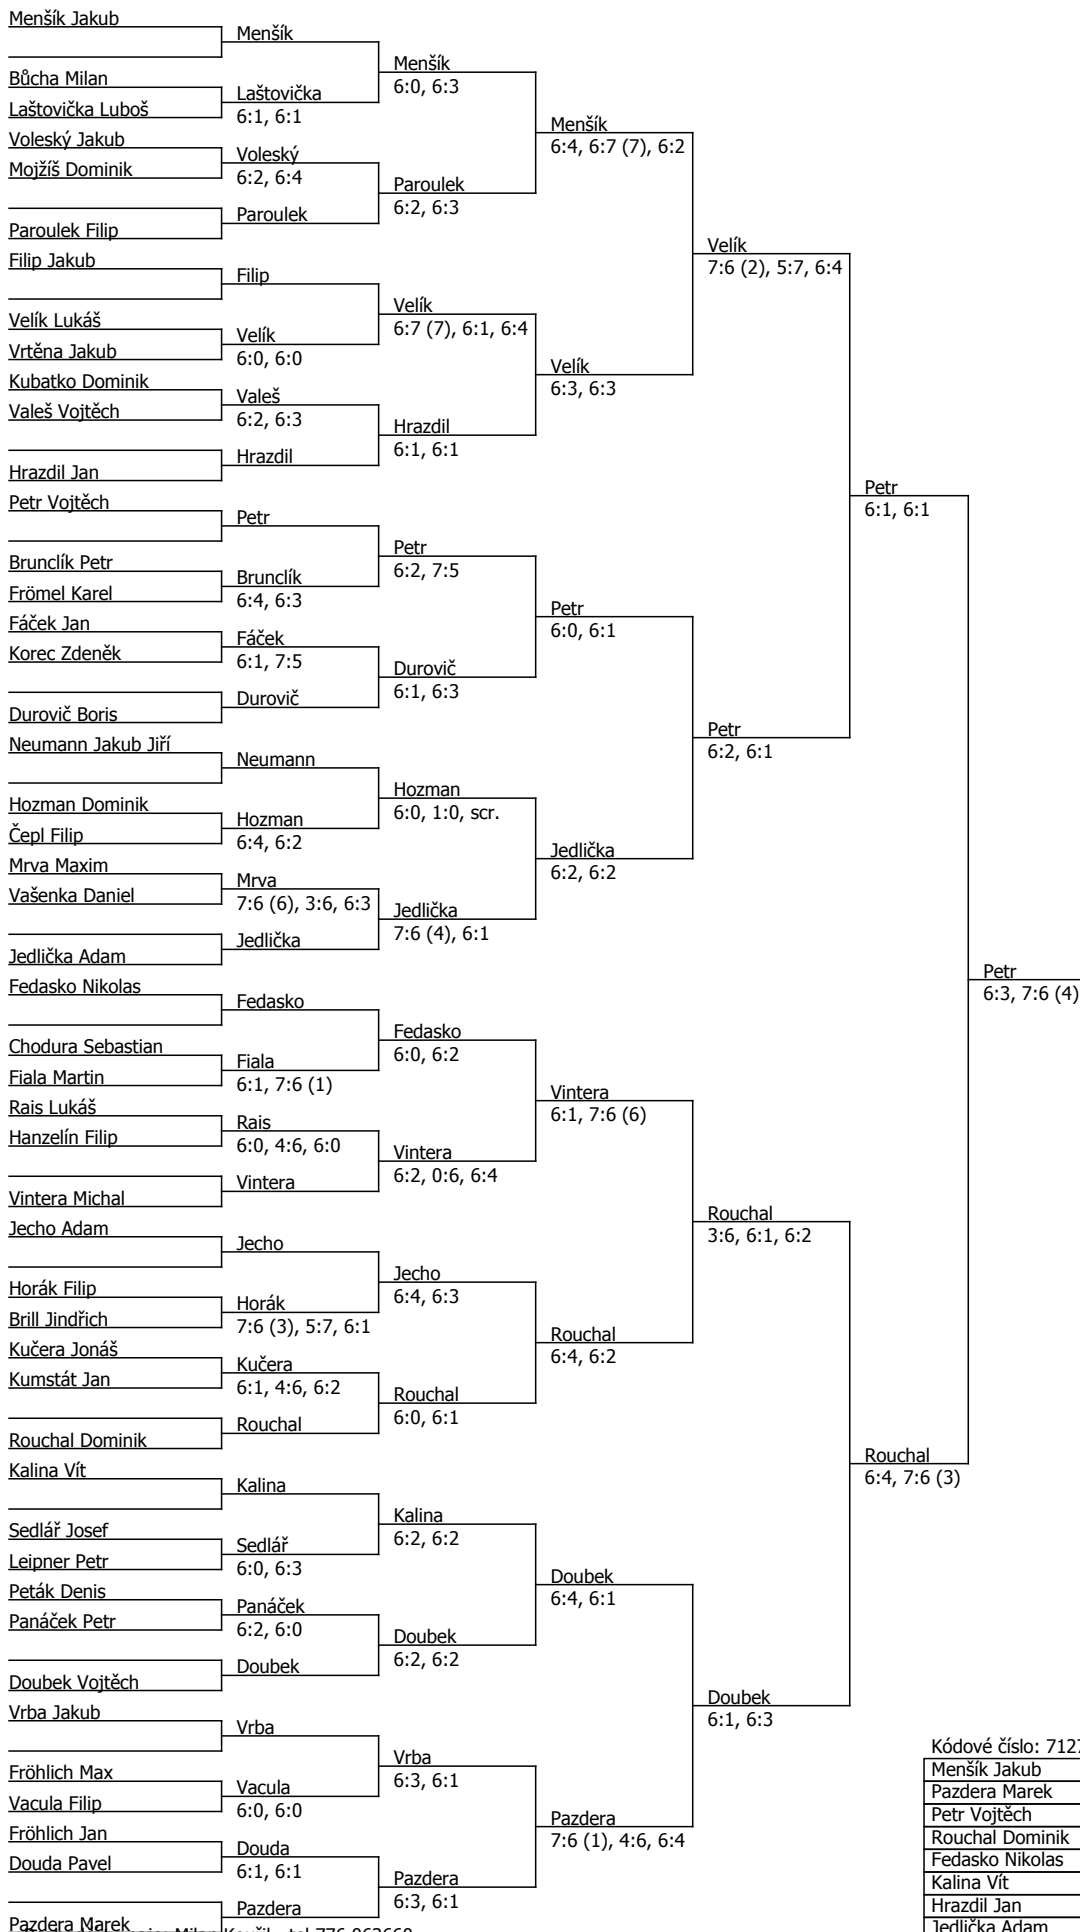 Menšík Jakub
Menšík
Menšík
6:0, 6:3
Bůcha Milan
Laštovička Luboš
Laštovička
6:1, 6:1
Menšík
6:4, 6:7 (7), 6:2
Voleský Jakub
Mojžíš Dominik
Voleský
6:2, 6:4
Paroulek
6:2, 6:3
Paroulek
Paroulek Filip
Velík
7:6 (2), 5:7, 6:4
Filip Jakub
Filip
Velík
6:7 (7), 6:1, 6:4
Velík Lukáš
Vrtěna Jakub
Velík
6:0, 6:0
Velík
6:3, 6:3
Kubatko Dominik
Valeš Vojtěch
Valeš
6:2, 6:3
Hrazdil
6:1, 6:1
Hrazdil
Hrazdil Jan
Petr
6:1, 6:1
Petr Vojtěch
Petr
Petr
6:2, 7:5
Brunclík Petr
Frömel Karel
Brunclík
6:4, 6:3
Petr
6:0, 6:1
Fáček Jan
Korec Zdeněk
Fáček
6:1, 7:5
Durovič
6:1, 6:3
Durovič
Durovič Boris
Petr
6:2, 6:1
Neumann Jakub Jiří
Neumann
Hozman
6:0, 1:0, scr.
Hozman Dominik
Čepl Filip
Hozman
6:4, 6:2
Jedlička
6:2, 6:2
Mrva Maxim
Vašenka Daniel
Mrva
7:6 (6), 3:6, 6:3
Jedlička
7:6 (4), 6:1
Jedlička
Jedlička Adam
Petr
6:3, 7:6 (4)
Fedasko Nikolas
Fedasko
Fedasko
6:0, 6:2
Chodura Sebastian
Fiala Martin
Fiala
6:1, 7:6 (1)
Vintera
6:1, 7:6 (6)
Rais Lukáš
Hanzelín Filip
Rais
6:0, 4:6, 6:0
Vintera
6:2, 0:6, 6:4
Vintera
Vintera Michal
Rouchal
3:6, 6:1, 6:2
Jecho Adam
Jecho
Jecho
6:4, 6:3
Horák Filip
Brill Jindřich
Horák
7:6 (3), 5:7, 6:1
Rouchal
6:4, 6:2
Kučera Jonáš
Kumstát Jan
Kučera
6:1, 4:6, 6:2
Rouchal
6:0, 6:1
Rouchal
Rouchal Dominik
Rouchal
6:4, 7:6 (3)
Kalina Vít
Kalina
Kalina
6:2, 6:2
Sedlář Josef
Leipner Petr
Sedlář
6:0, 6:3
Doubek
6:4, 6:1
Peták Denis
Panáček Petr
Panáček
6:2, 6:0
Doubek
6:2, 6:2
Doubek
Doubek Vojtěch
Doubek
6:1, 6:3
Vrba Jakub
Vrba
Vrba
6:3, 6:1
Fröhlich Max
Vacula Filip
Vacula
6:0, 6:0
Pazdera
7:6 (1), 4:6, 6:4
Fröhlich Jan
Douda Pavel
Douda
6:1, 6:1
Pazdera
6:3, 6:1
Pazdera
Pazdera Marek
Milan Kouřil, tel 776 062660
Kódové číslo: 7127
Menšík Jakub
Pazdera Marek
Petr Vojtěch
Rouchal Dominik
Fedasko Nikolas
Kalina Vít
Hrazdil Jan
Jedlička Adam